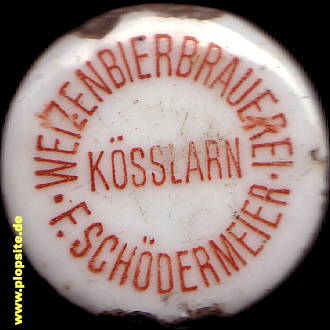 WEIZENBIERBRAUEREI
KÖSSLARN
· F. SCHÖDERMEIER ·
www.plopsite.de